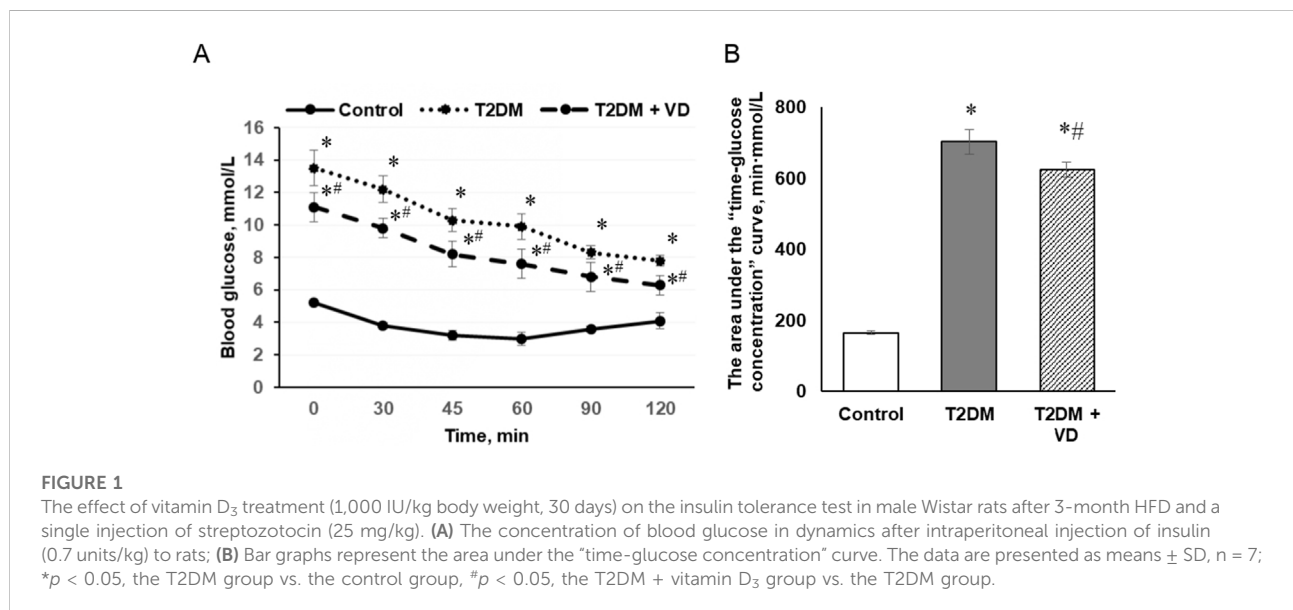 A
Control T2DM T2DM + VD
Blood glucose, mmol/L
16
14
12
10
8
6
4
2
0
* * * * * *
*# *# *# *# *# *#
0 30 45 60 90 120
Time, min
B
The area under the “time-glucose
concentration” curve, min·mmol/L
800
600
400
200
0
*
*#
Control T2DM T2DM +
VD
FIGURE 1
The effect of vitamin D₃ treatment (1,000 IU/kg body weight, 30 days) on the insulin tolerance test in male Wistar rats after 3-month HFD and a
single injection of streptozotocin (25 mg/kg). (A) The concentration of blood glucose in dynamics after intraperitoneal injection of insulin
(0.7 units/kg) to rats; (B) Bar graphs represent the area under the “time-glucose concentration” curve. The data are presented as means ± SD, n = 7;
*p < 0.05, the T2DM group vs. the control group, #p < 0.05, the T2DM + vitamin D₃ group vs. the T2DM group.